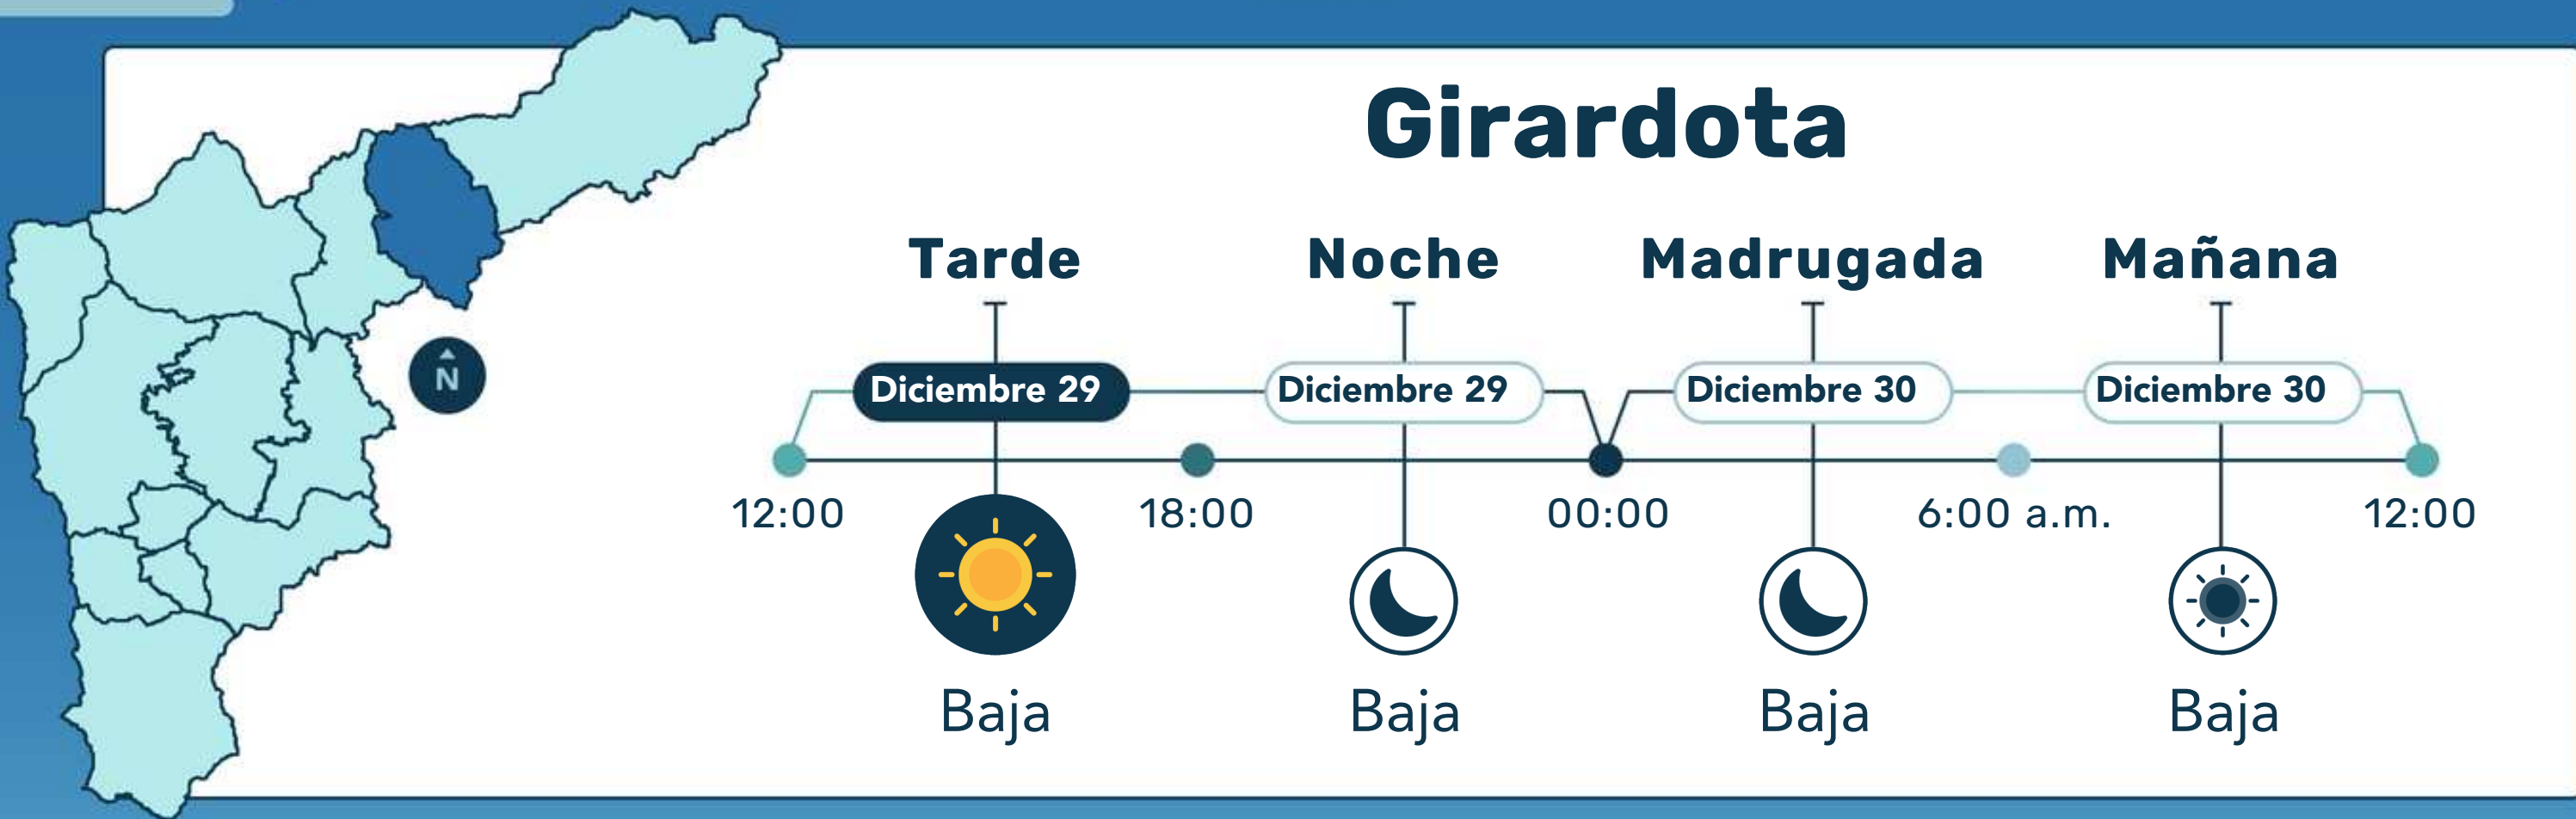 Girardota
Tarde Noche Madrugada Mañana
Diciembre 29 Diciembre 29 Diciembre 30 Diciembre 30
N
12:00 18:00 00:00 6:00 a.m. 12:00
Baja Baja Baja Baja